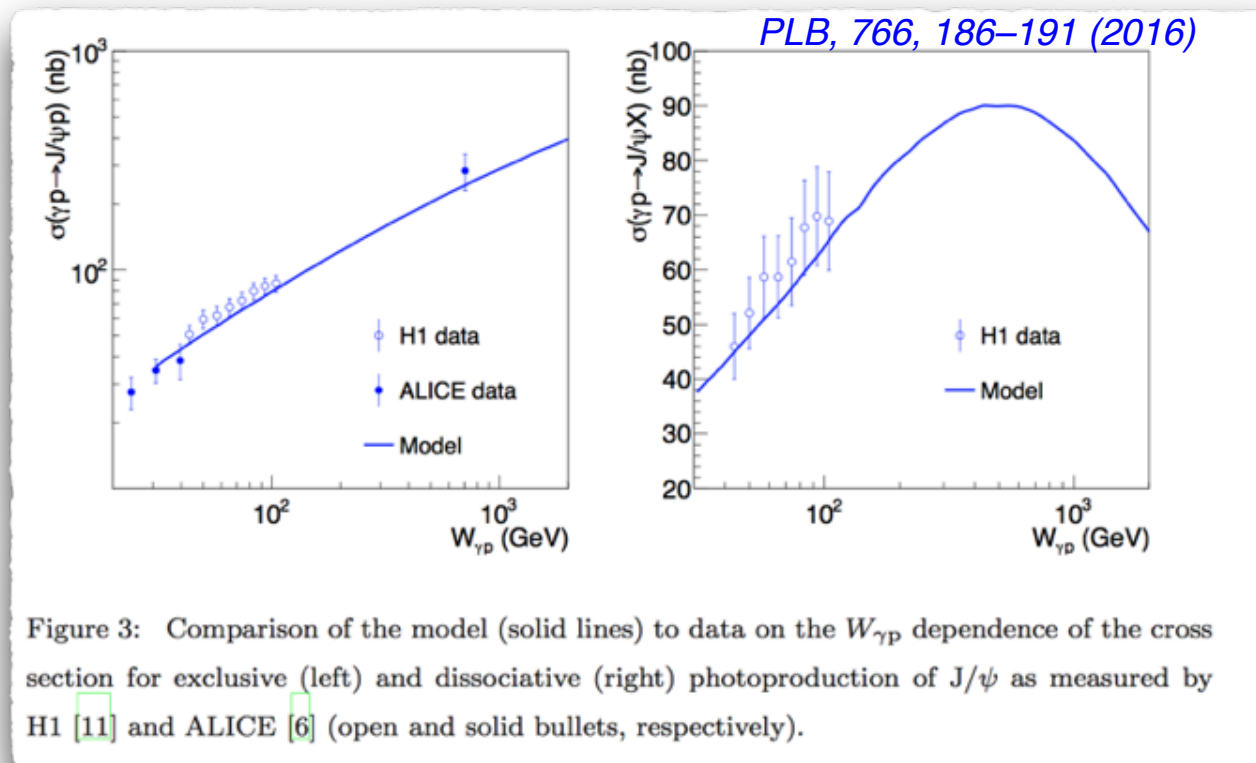 PLB, 766, 186–191 (2016)
σ(γp→J/ψp) (nb)
10³
10²
H1 data
ALICE data
Model
10² 10³
Wγp (GeV)
σ(γp→J/ψX) (nb)
100
90
80
70
60
50
40
30
20
H1 data
Model
10² 10³
Wγp (GeV)
Figure 3: Comparison of the model (solid lines) to data on the Wγp dependence of the cross
section for exclusive (left) and dissociative (right) photoproduction of J/ψ as measured by
H1 [11] and ALICE [6] (open and solid bullets, respectively).